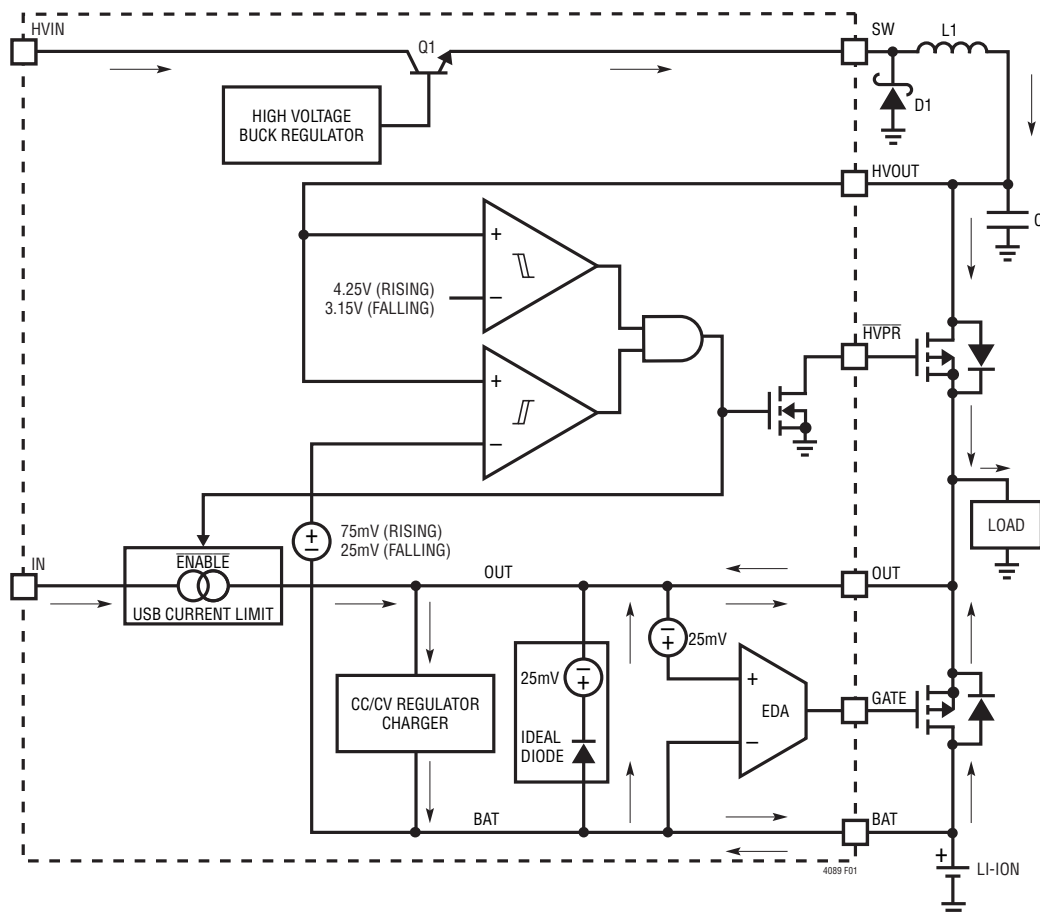 HVIN
Q1
SW
L1
HIGH VOLTAGE
BUCK REGULATOR
D1
HVOUT
C
+
4.25V (RISING)
3.15V (FALLING)
–
HVPR
+
–
75mV (RISING)
25mV (FALLING)
+
–
LOAD
IN
ENABLE
USB CURRENT LIMIT
OUT
OUT
–
+
25mV
25mV
–
+
CC/CV REGULATOR
CHARGER
IDEAL
DIODE
+
EDA
–
GATE
BAT
BAT
4089 F01
+
LI-ION